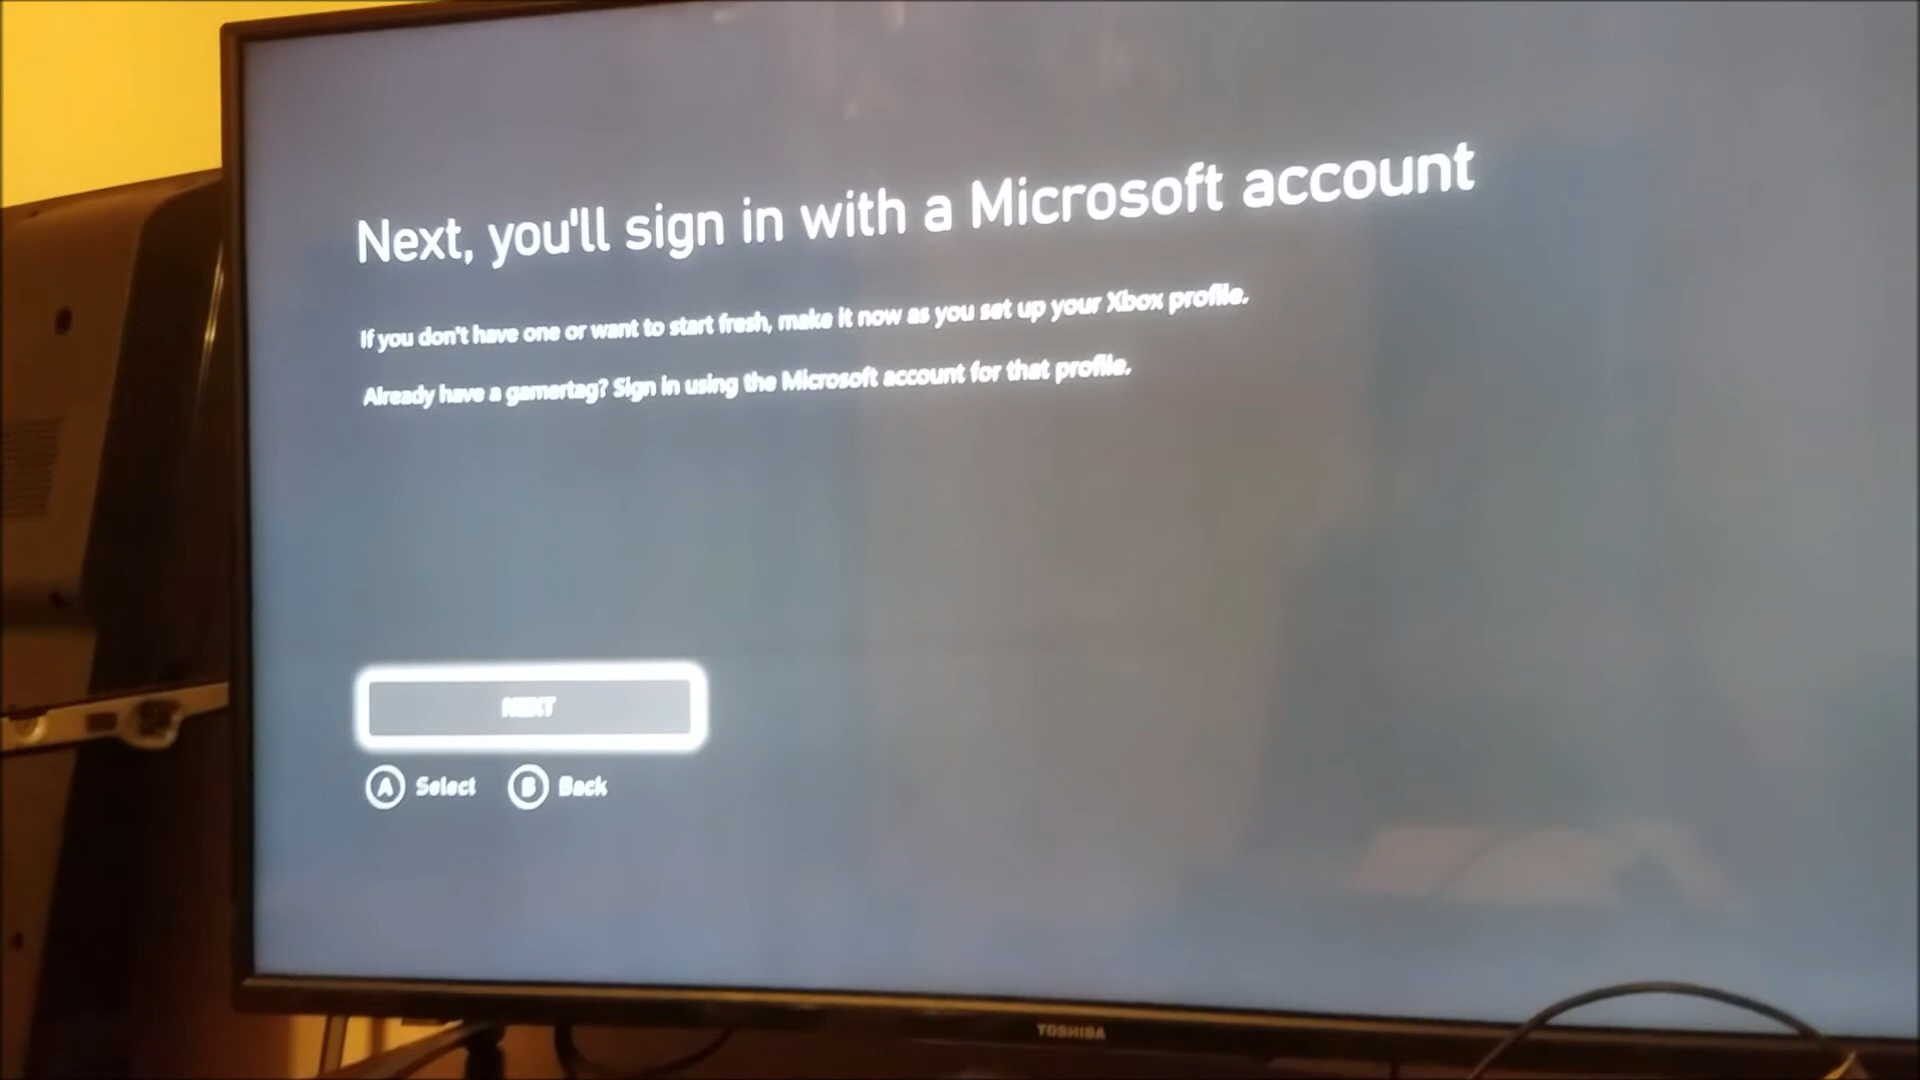 Next, you'll sign in with a Microsoft account
If you don't have one or want to start fresh, make it now as you set up your Xbox profile.
Already have a gamertag? Sign in using the Microsoft account for that profile.
NEXT
A Select B Back
TOSHIBA